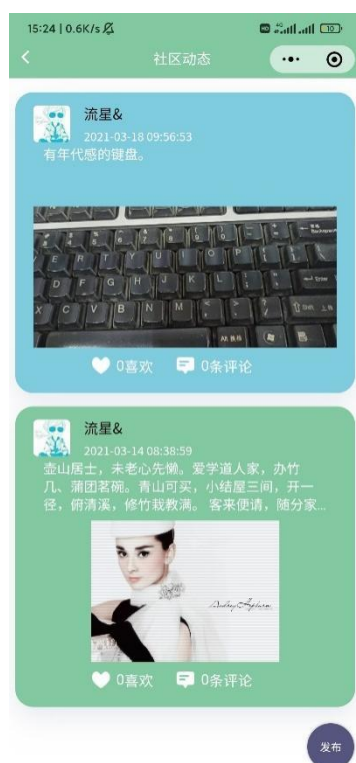 15:24 | 0.6K/s
HD 4G 10
社区动态
流星&
2021-03-18 09:56:53
有年代感的键盘。
0喜欢 0条评论
流星&
2021-03-14 08:38:59
壶山居士，未老心先懒。爱学道人家，办竹
几、蒲团茗碗。青山可买，小结屋三间，开一
径，俯清溪，修竹栽教满。 客来便请，随分家...
Audrey Hepburn
0喜欢 0条评论
发布